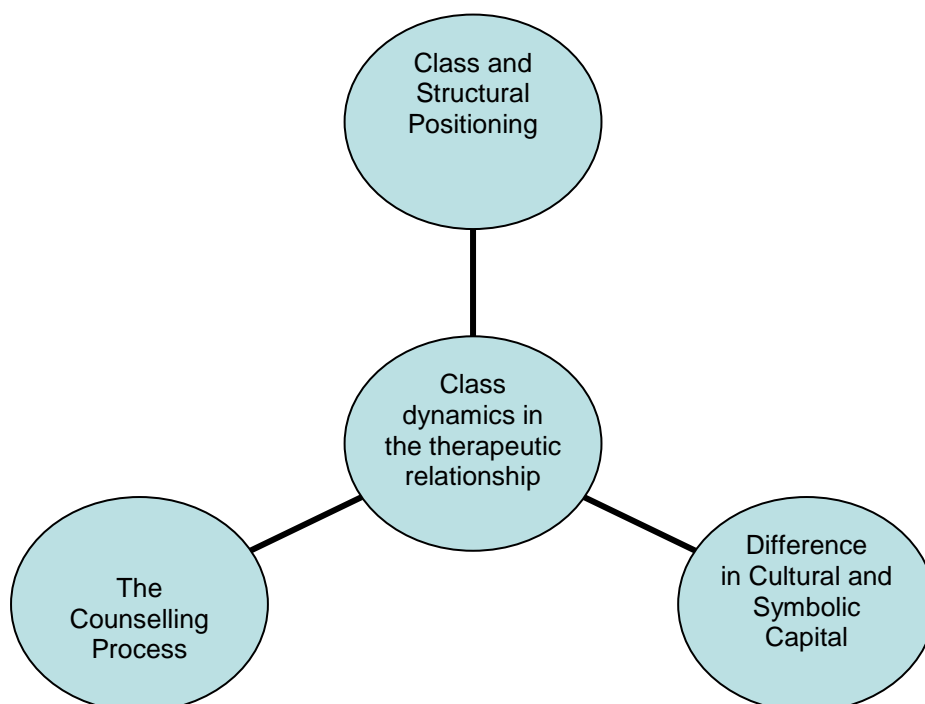 Class and
Structural
Positioning
Class
dynamics in
the therapeutic
relationship
The
Counselling
Process
Difference
in Cultural and
Symbolic
Capital